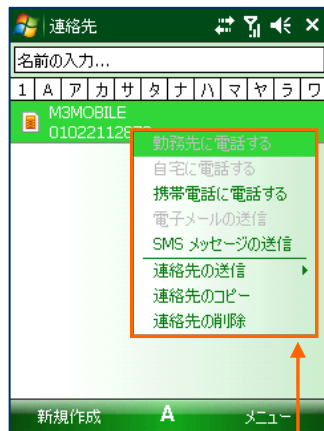 連絡先
名前の入力...
1 A ア カ サ タ ナ ハ マ ヤ ラ ワ
M3MOBILE
勤務先に電話する
自宅に電話する
携帯電話に電話する
電子メールの送信
SMS メッセージの送信
連絡先の送信
連絡先のコピー
連絡先の削除
新規作成 A メニュー